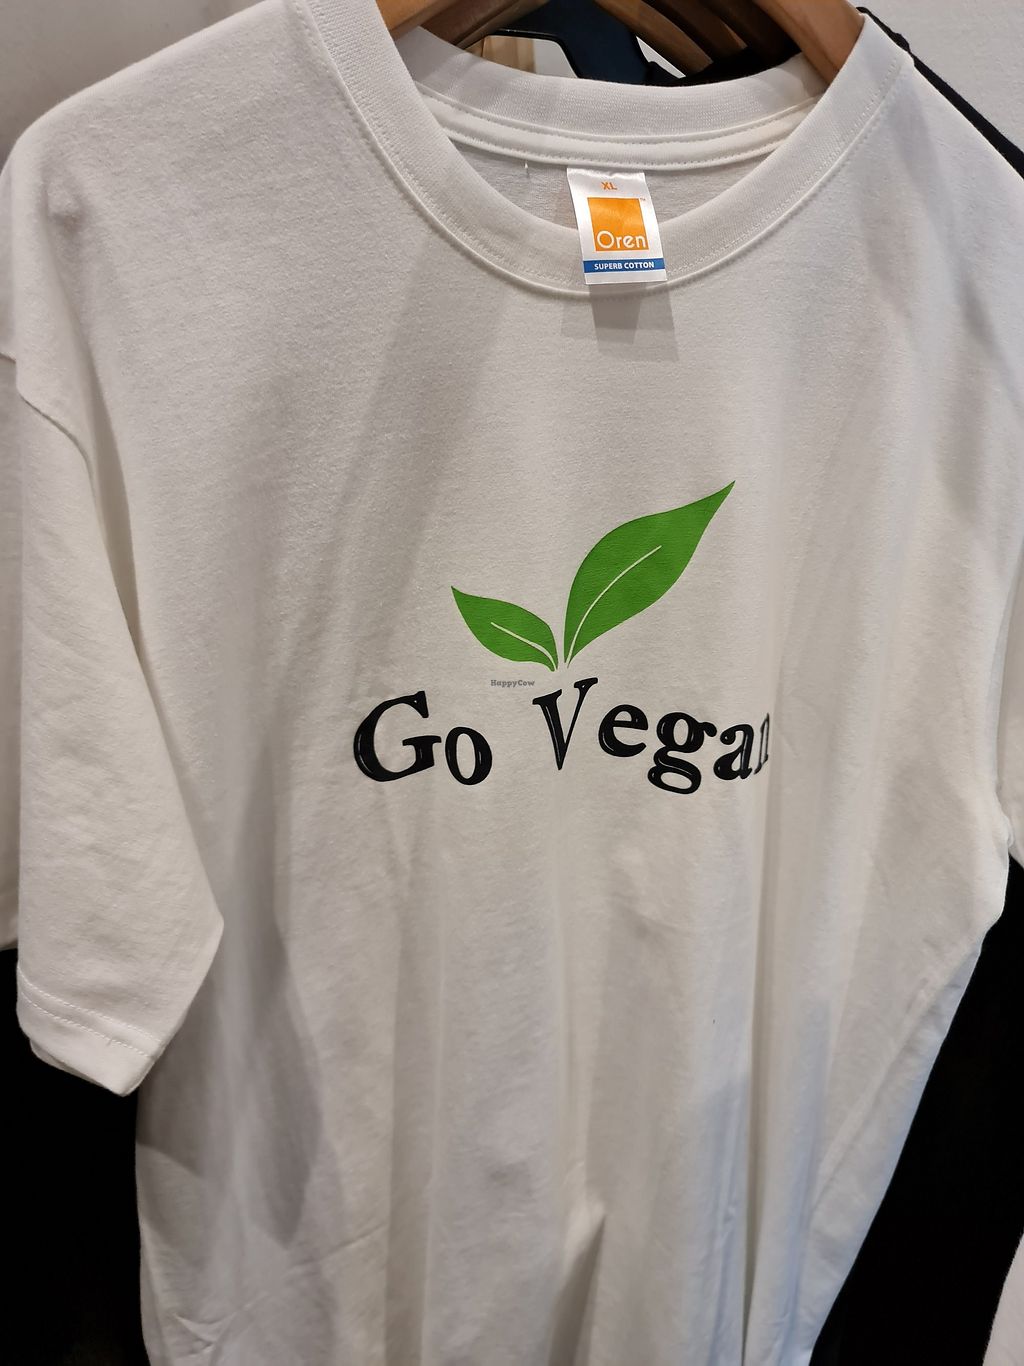 XL
Oren
SUPERB COTTON
HappyCow
Go Vegan